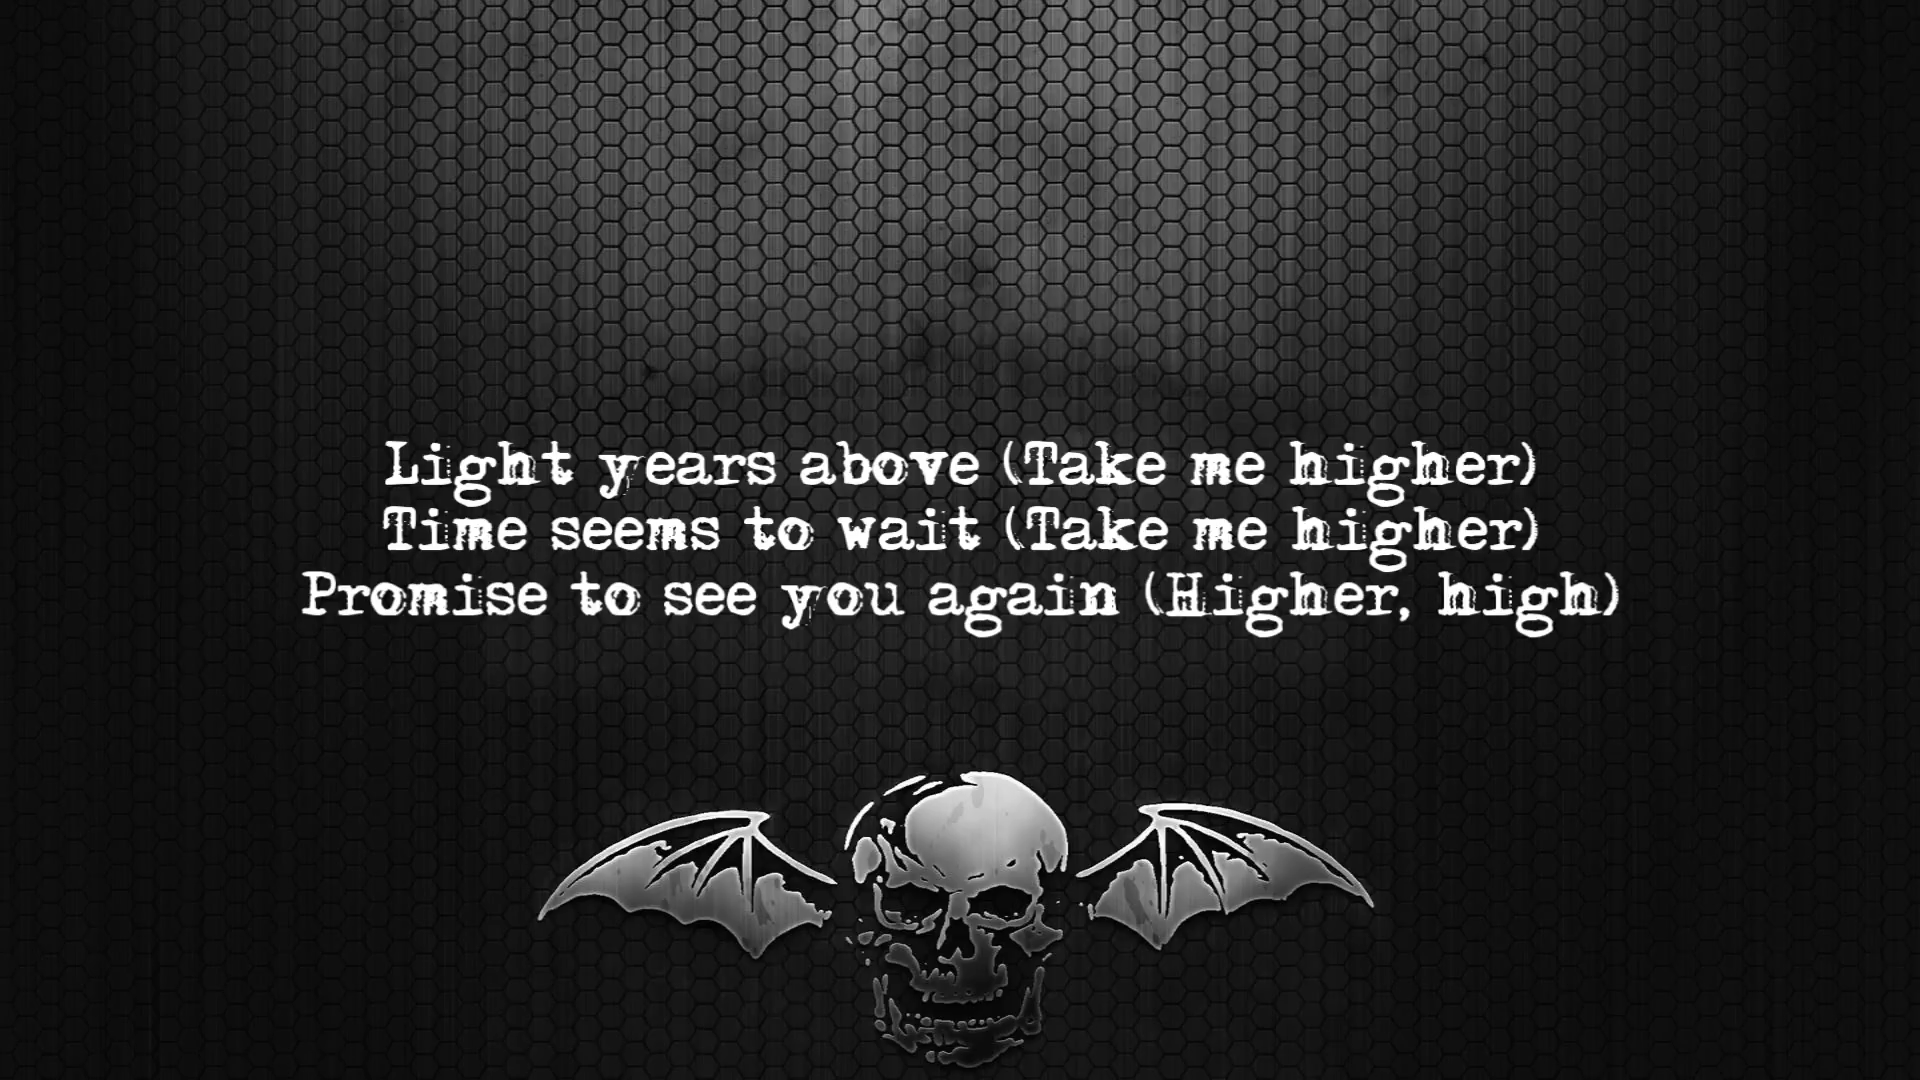 Light years above (Take me higher)
Time seems to wait (Take me higher)
Promise to see you again (Higher, high)